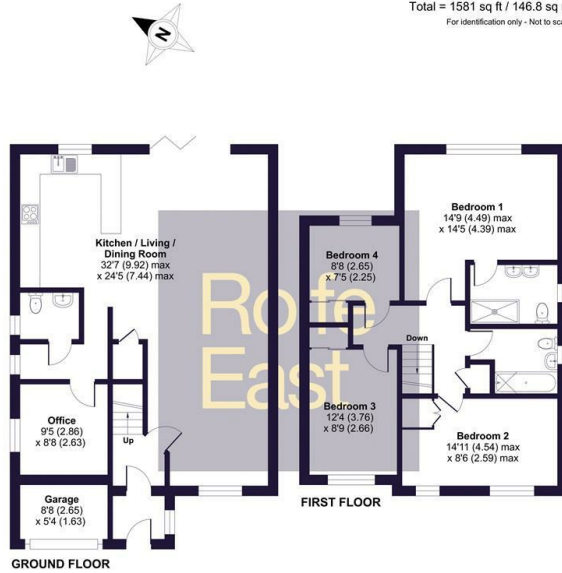 Total = 1581 sq ft / 146.8 sq
For identification only - Not to sc
N
Kitchen / Living /
Dining Room
32'7 (9.92) max
x 24'5 (7.44) max
Office
9'5 (2.86)
x 8'8 (2.63)
Up
Garage
8'8 (2.65)
x 5'4 (1.63)
GROUND FLOOR
Bedroom 1
14'9 (4.49) max
x 14'5 (4.39) max
Bedroom 4
8'8 (2.65)
x 7'5 (2.25)
Down
Bedroom 3
12'4 (3.76)
x 8'9 (2.66)
Bedroom 2
14'11 (4.54) max
x 8'6 (2.59) max
FIRST FLOOR
Rolfe
East